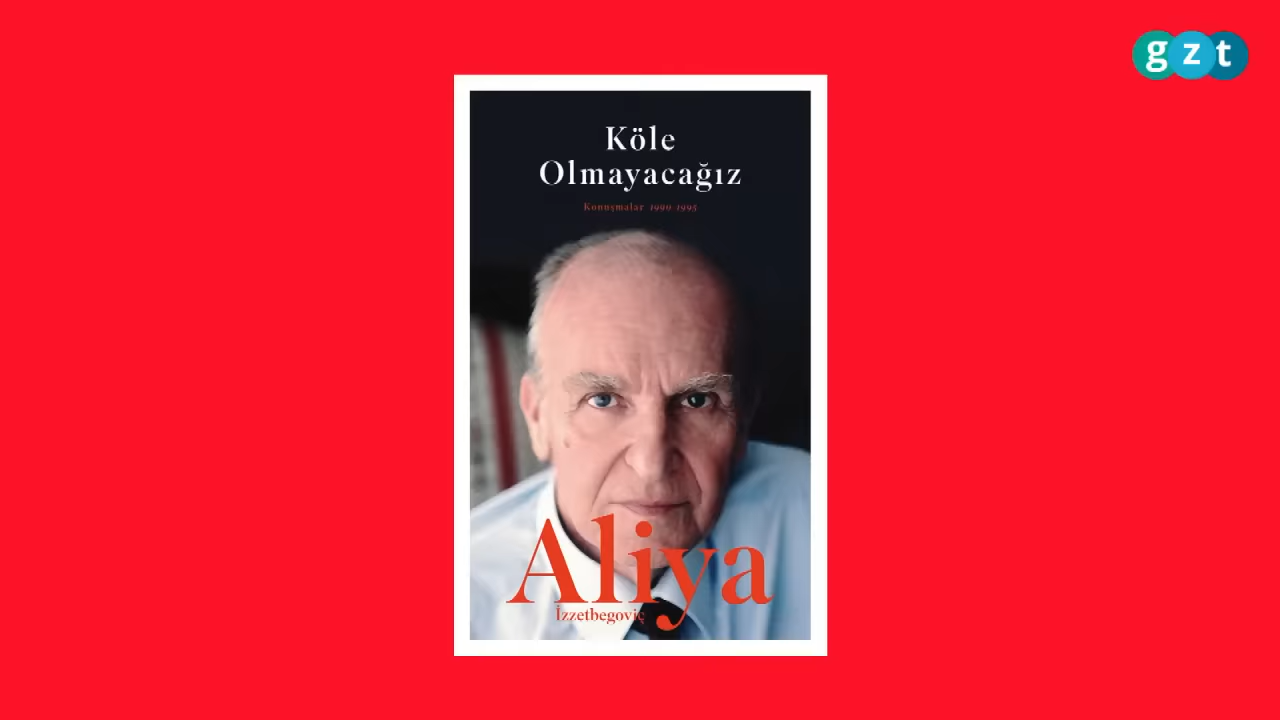 gzt
Köle
Olmayacağız
Konuşmalar 1990-1995
Aliya
İzzetbegoviç